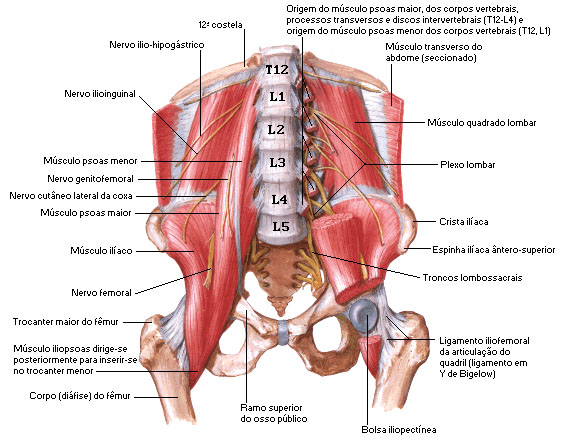 Origem do músculo psoas maior, dos corpos vertebrais,
processos transversos e discos intervertebrais (T12-L4) e
origem do músculo psoas menor dos corpos vertebrais (T12, L1)
12ª costela
Nervo ilio-hipogástrico
Nervo ilioinguinal
Músculo psoas menor
Nervo genitofemoral
Nervo cutâneo lateral da coxa
Músculo psoas maior
Músculo ilíaco
Nervo femoral
Trocanter maior do fêmur
Músculo iliopsoas dirige-se
posteriormente para inserir-se
no trocanter menor
Corpo (diáfise) do fêmur
T12
L1
L2
L3
L4
L5
Músculo transverso do
abdome (seccionado)
Músculo quadrado lombar
Plexo lombar
Crista ilíaca
Espinha ilíaca ântero-superior
Troncos lombossacrais
Ligamento iliofemoral
da articulação do
quadril (ligamento em
Y de Bigelow)
Ramo superior
do osso púbico
Bolsa iliopectínea